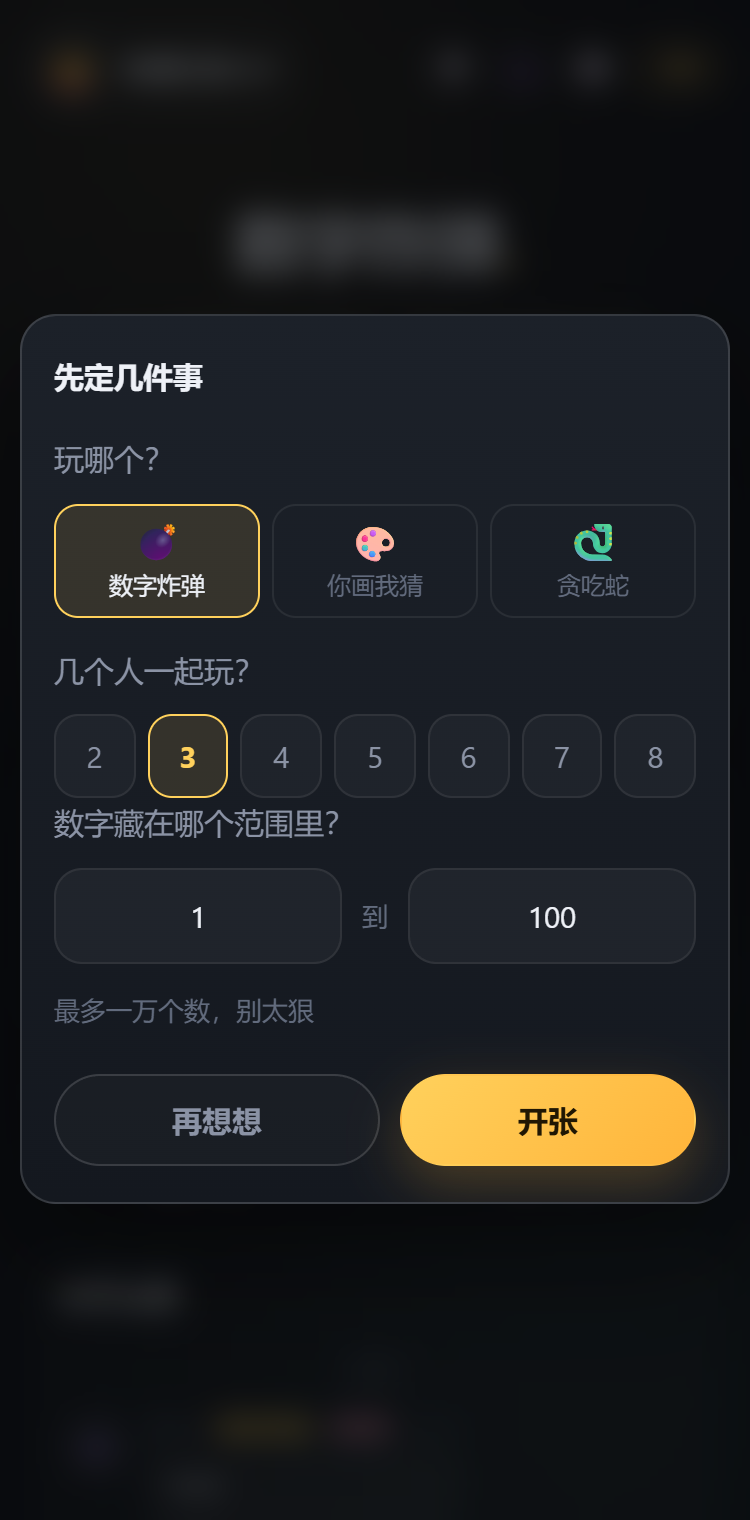 先定几件事
玩哪个？
数字炸弹 你画我猜 贪吃蛇
几个人一起玩？
2 3 4 5 6 7 8
数字藏在哪个范围里？
1 到 100
最多一万个数，别太狠
再想想 开张